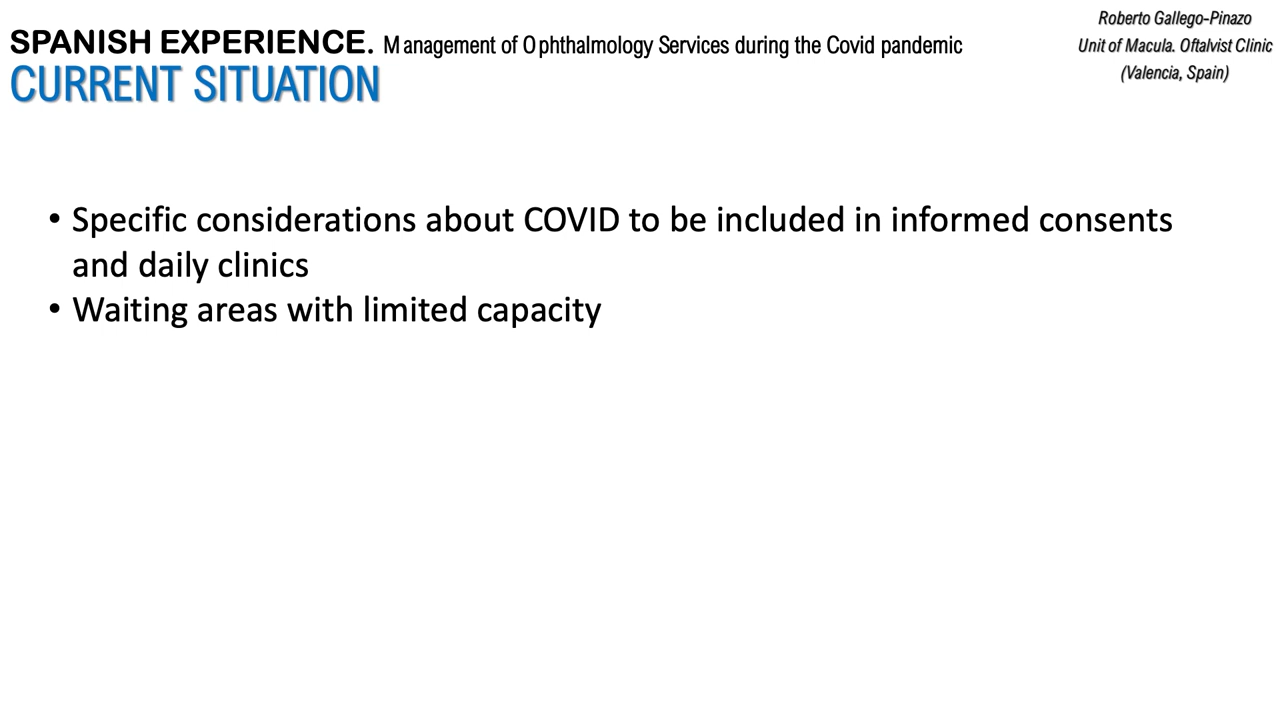 SPANISH EXPERIENCE. Management of Ophthalmology Services during the Covid pandemic
CURRENT SITUATION
Roberto Gallego-Pinazo
Unit of Macula. Oftalvist Clinic
(Valencia, Spain)
• Specific considerations about COVID to be included in informed consents
and daily clinics
• Waiting areas with limited capacity